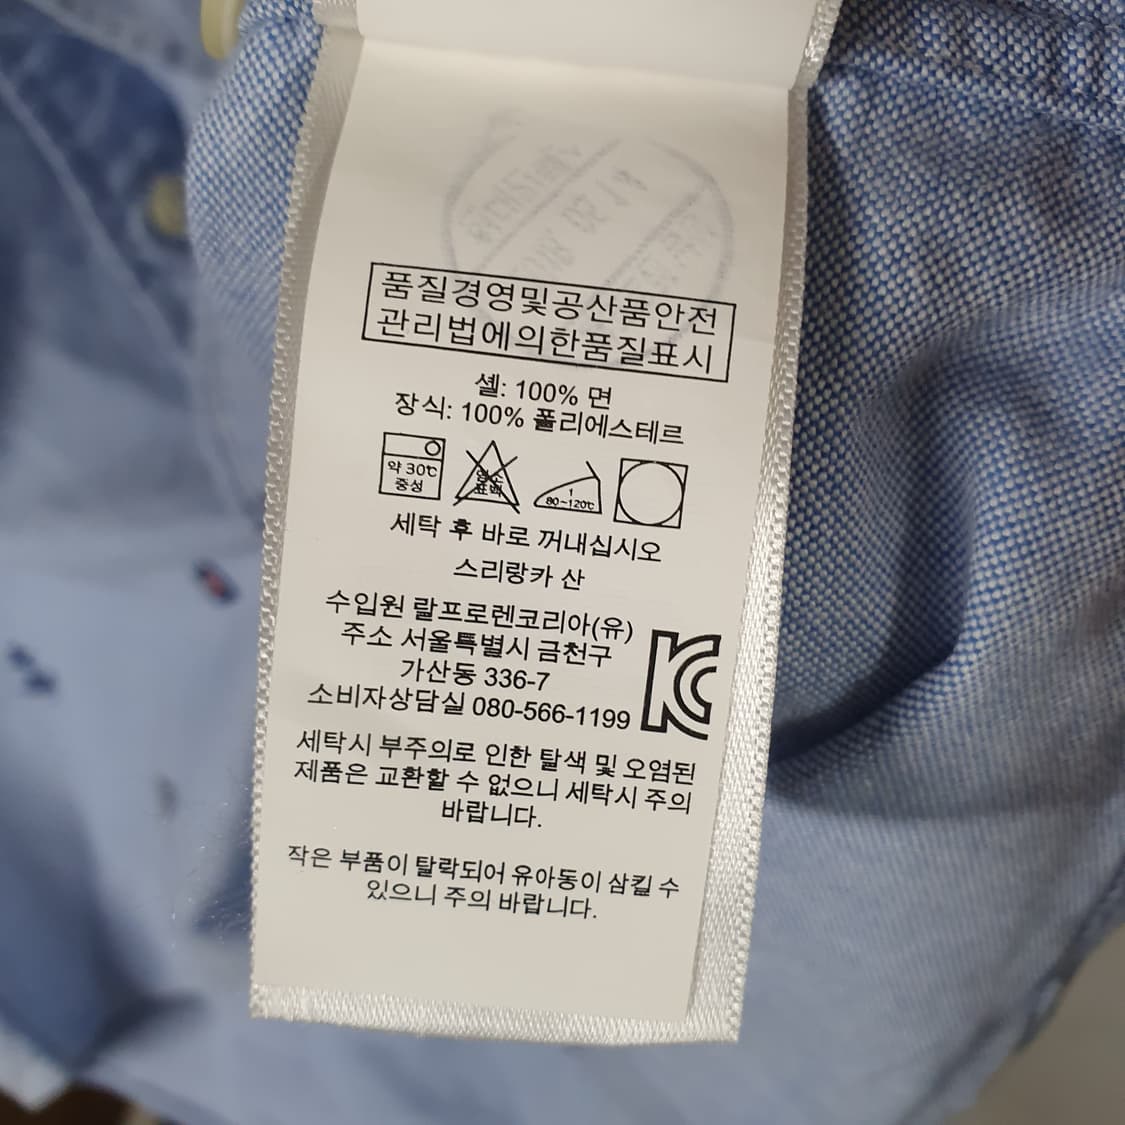 품질경영및공산품안전
관리법에의한품질표시
셸: 100% 면
장식: 100% 폴리에스테르
약 30℃
중성
염소
표백
1
80~120℃
세탁 후 바로 꺼내십시오
스리랑카 산
수입원 랄프로렌코리아(유)
주소 서울특별시 금천구
가산동 336-7
소비자상담실 080-566-1199
세탁시 부주의로 인한 탈색 및 오염된
제품은 교환할 수 없으니 세탁시 주의
바랍니다.
작은 부품이 탈락되어 유아동이 삼킬 수
있으니 주의 바랍니다.